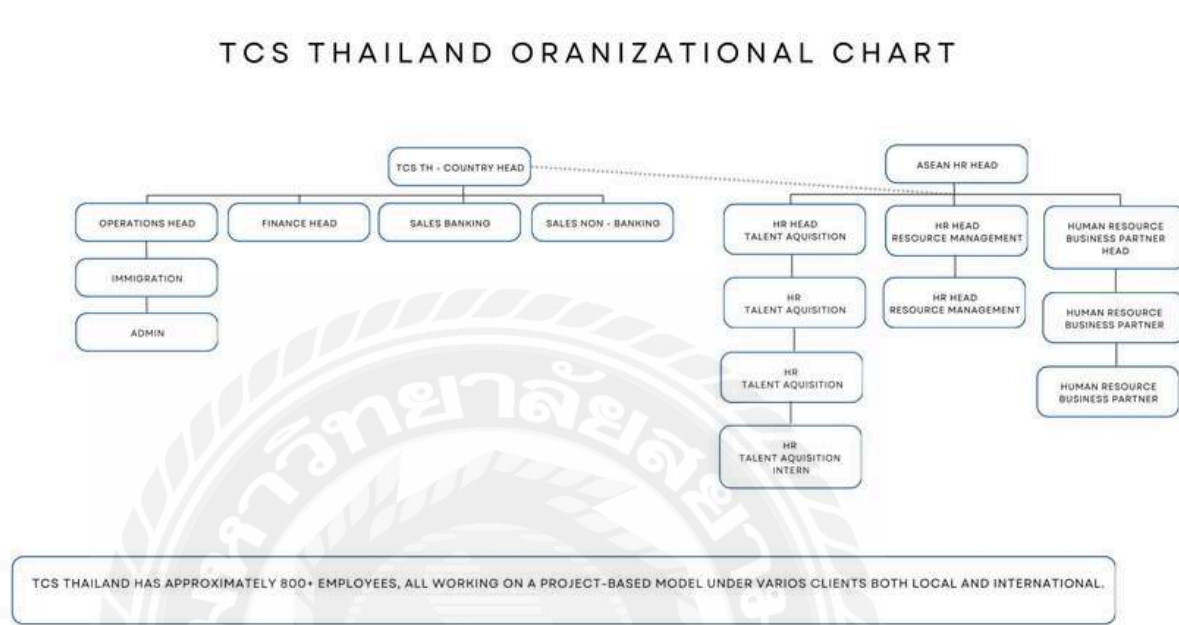 TCS THAILAND ORANIZATIONAL CHART
TCS TH - COUNTRY HEAD
ASEAN HR HEAD
OPERATIONS HEAD
FINANCE HEAD
SALES BANKING
SALES NON - BANKING
HR HEAD
TALENT AQUISITION
HR HEAD
RESOURCE MANAGEMENT
HUMAN RESOURCE
BUSINESS PARTNER
HEAD
IMMIGRATION
HR
TALENT AQUISITION
HR HEAD
RESOURCE MANAGEMENT
HUMAN RESOURCE
BUSINESS PARTNER
ADMIN
HR
TALENT AQUISITION
HUMAN RESOURCE
BUSINESS PARTNER
HR
TALENT AQUISITION
INTERN
TCS THAILAND HAS APPROXIMATELY 800+ EMPLOYEES, ALL WORKING ON A PROJECT-BASED MODEL UNDER VARIOS CLIENTS BOTH LOCAL AND INTERNATIONAL.